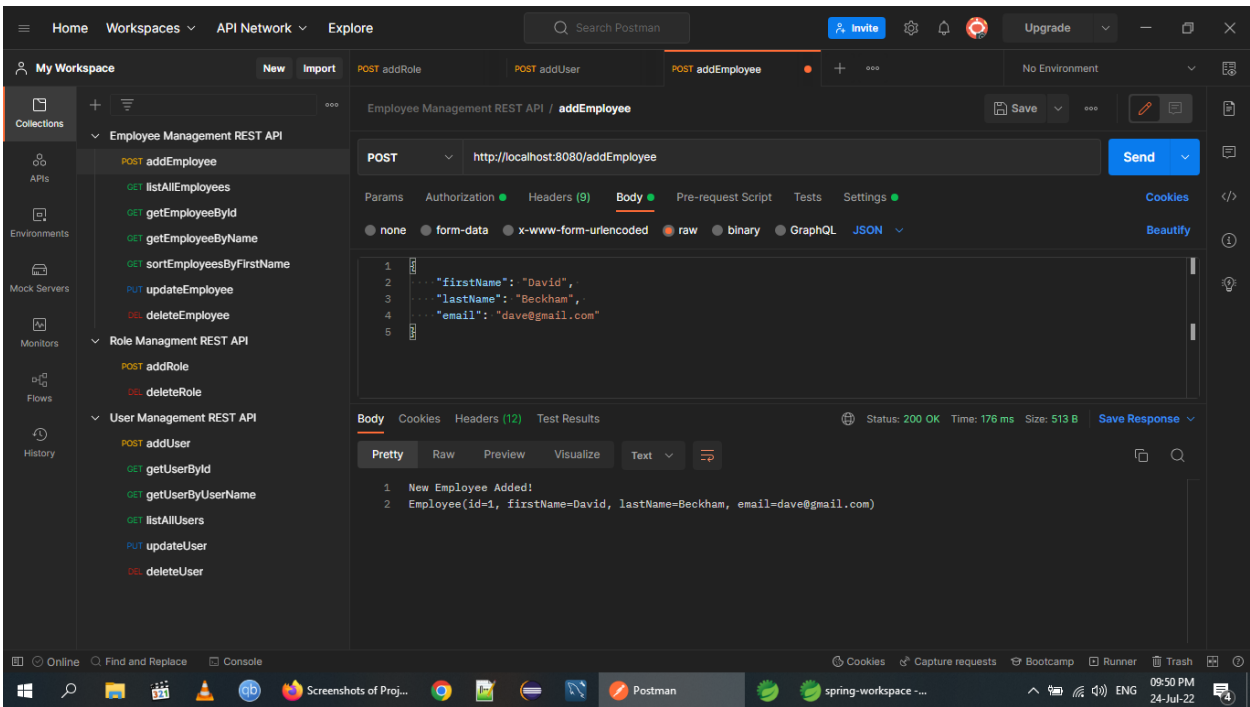 Home Workspaces API Network Explore Search Postman Invite Upgrade
My Workspace New Import POST addRole POST addUser POST addEmployee No Environment
Collections
APIs
Environments
Mock Servers
Monitors
Flows
History
Employee Management REST API
POST addEmployee
GET listAllEmployees
GET getEmployeeById
GET getEmployeeByName
GET sortEmployeesByFirstName
PUT updateEmployee
DEL deleteEmployee
Role Managment REST API
POST addRole
DEL deleteRole
User Management REST API
POST addUser
GET getUserById
GET getUserByUserName
GET listAllUsers
PUT updateUser
DEL deleteUser
Employee Management REST API / addEmployee Save
POST http://localhost:8080/addEmployee Send
Params Authorization Headers (9) Body Pre-request Script Tests Settings Cookies
none form-data x-www-form-urlencoded raw binary GraphQL JSON Beautify
1 {
2 "firstName": "David",
3 "lastName": "Beckham",
4 "email": "dave@gmail.com"
5 }
Body Cookies Headers (12) Test Results Status: 200 OK Time: 176 ms Size: 513 B Save Response
Pretty Raw Preview Visualize Text
1 New Employee Added!
2 Employee(id=1, firstName=David, lastName=Beckham, email=dave@gmail.com)
Online Find and Replace Console Cookies Capture requests Bootcamp Runner Trash
321 qb Screenshots of Proj... Postman spring-workspace -... ENG 09:50 PM
24-Jul-22 4